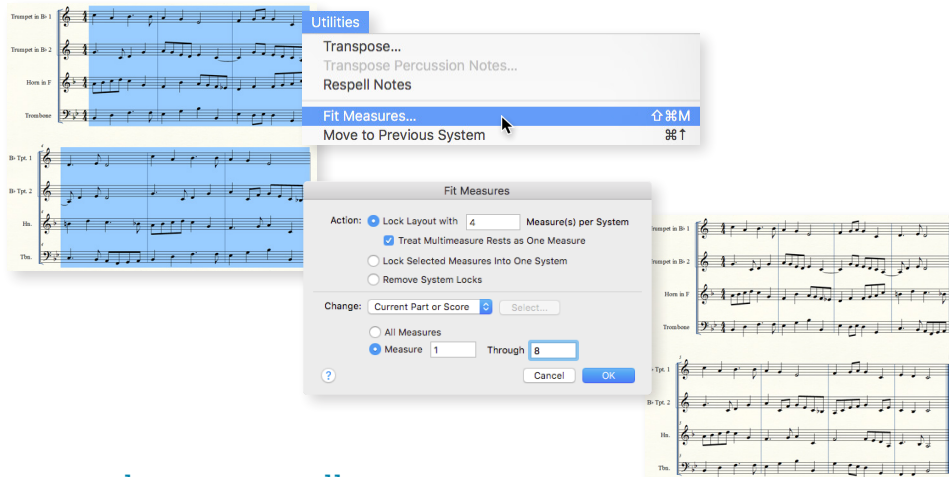 Trumpet in B♭ 1
Trumpet in B♭ 2
Horn in F
Trombone
B♭ Tpt. 1
B♭ Tpt. 2
Hn.
Tbn.
Utilities
Transpose...
Transpose Percussion Notes...
Respell Notes
Fit Measures... ⇧⌘M
Move to Previous System ⌘↑
Fit Measures
Action: Lock Layout with 4 Measure(s) per System
Treat Multimeasure Rests as One Measure
Lock Selected Measures Into One System
Remove System Locks
Change: Current Part or Score Select...
All Measures
Measure 1 Through 8
? Cancel OK
Trumpet in B♭ 1
Trumpet in B♭ 2
Horn in F
Trombone
Tpt. 1
B♭ Tpt. 2
Hn.
Tbn.